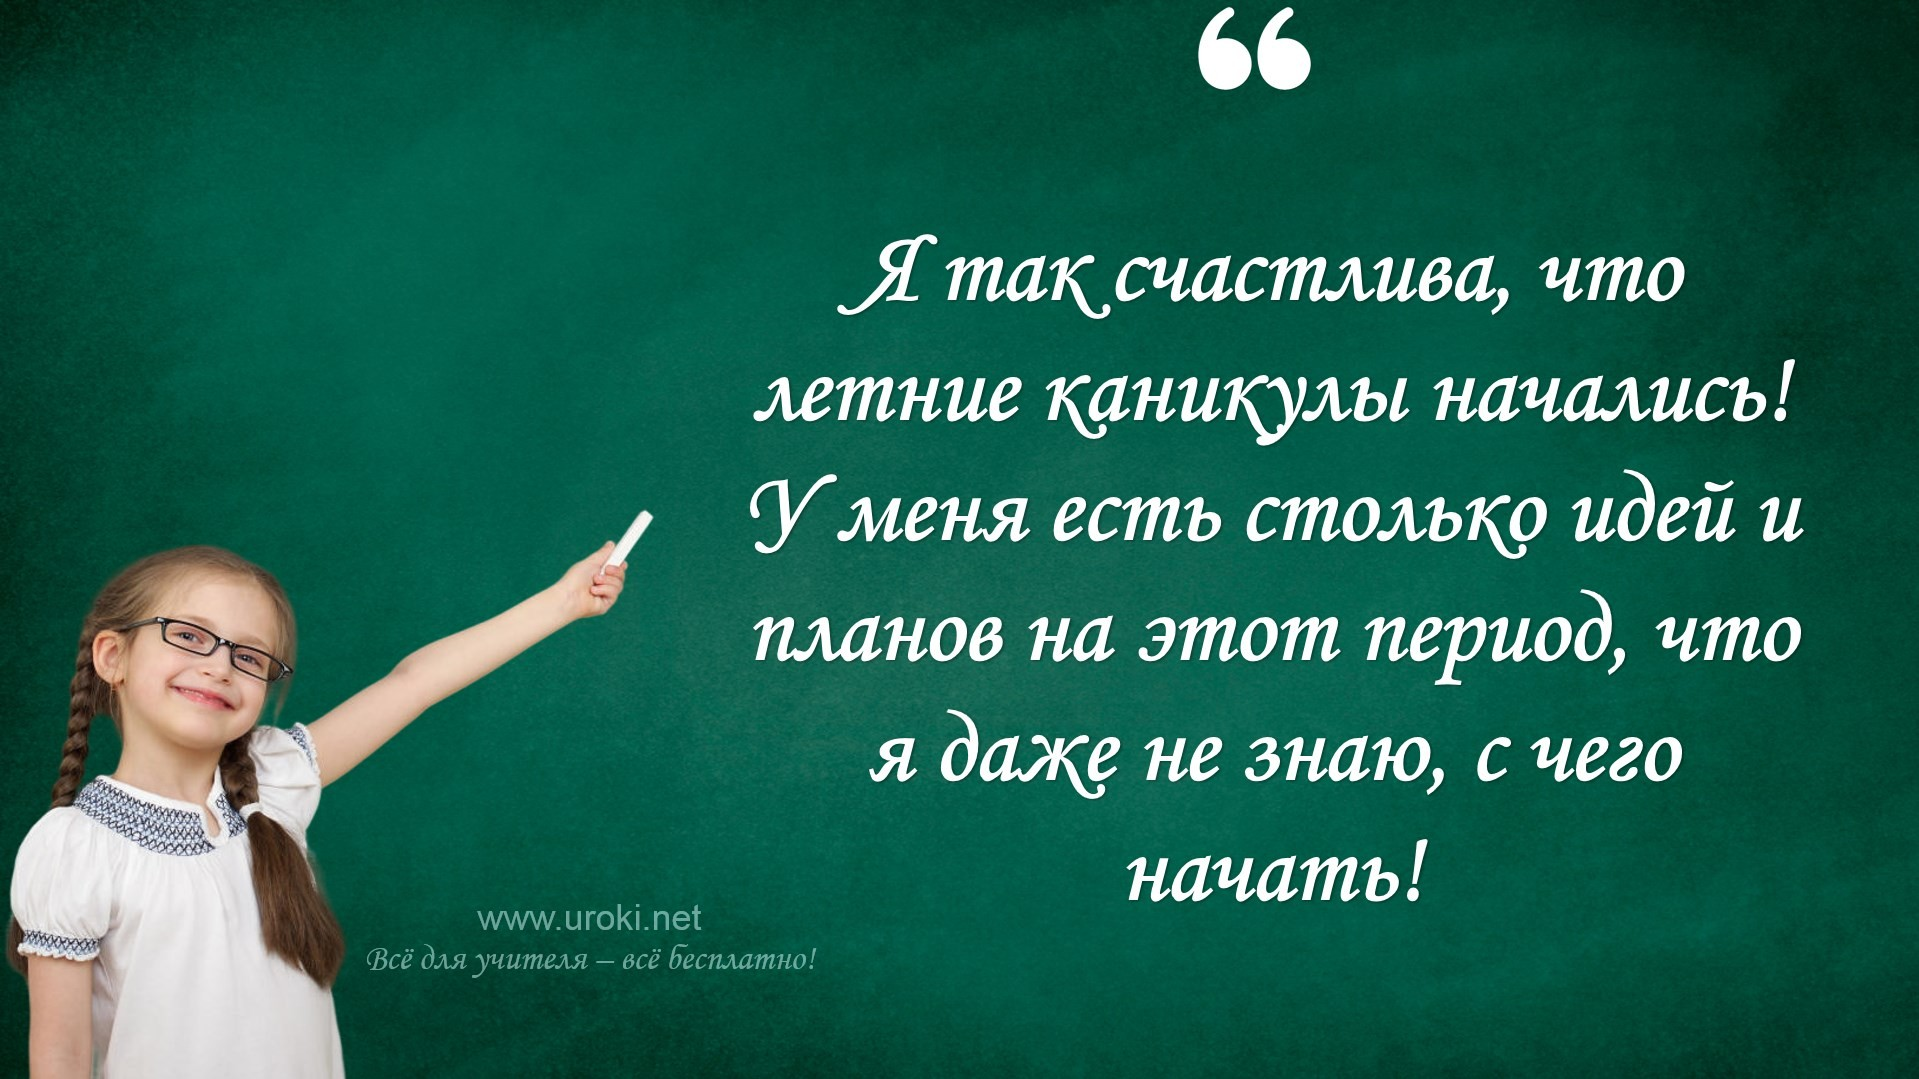 Я так счастлива, что
летние каникулы начались!
У меня есть столько идей и
планов на этот период, что
я даже не знаю, с чего
начать!
www.uroki.net
Всё для учителя – всё бесплатно!